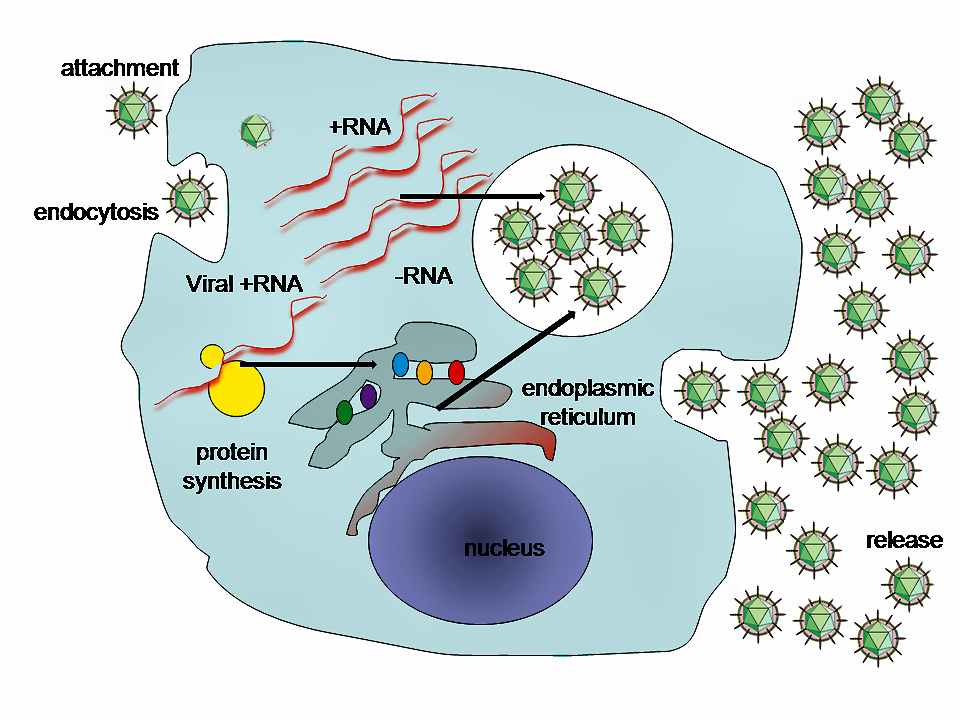 attachment
+RNA
endocytosis
Viral +RNA
-RNA
endoplasmic
reticulum
protein
synthesis
nucleus
release